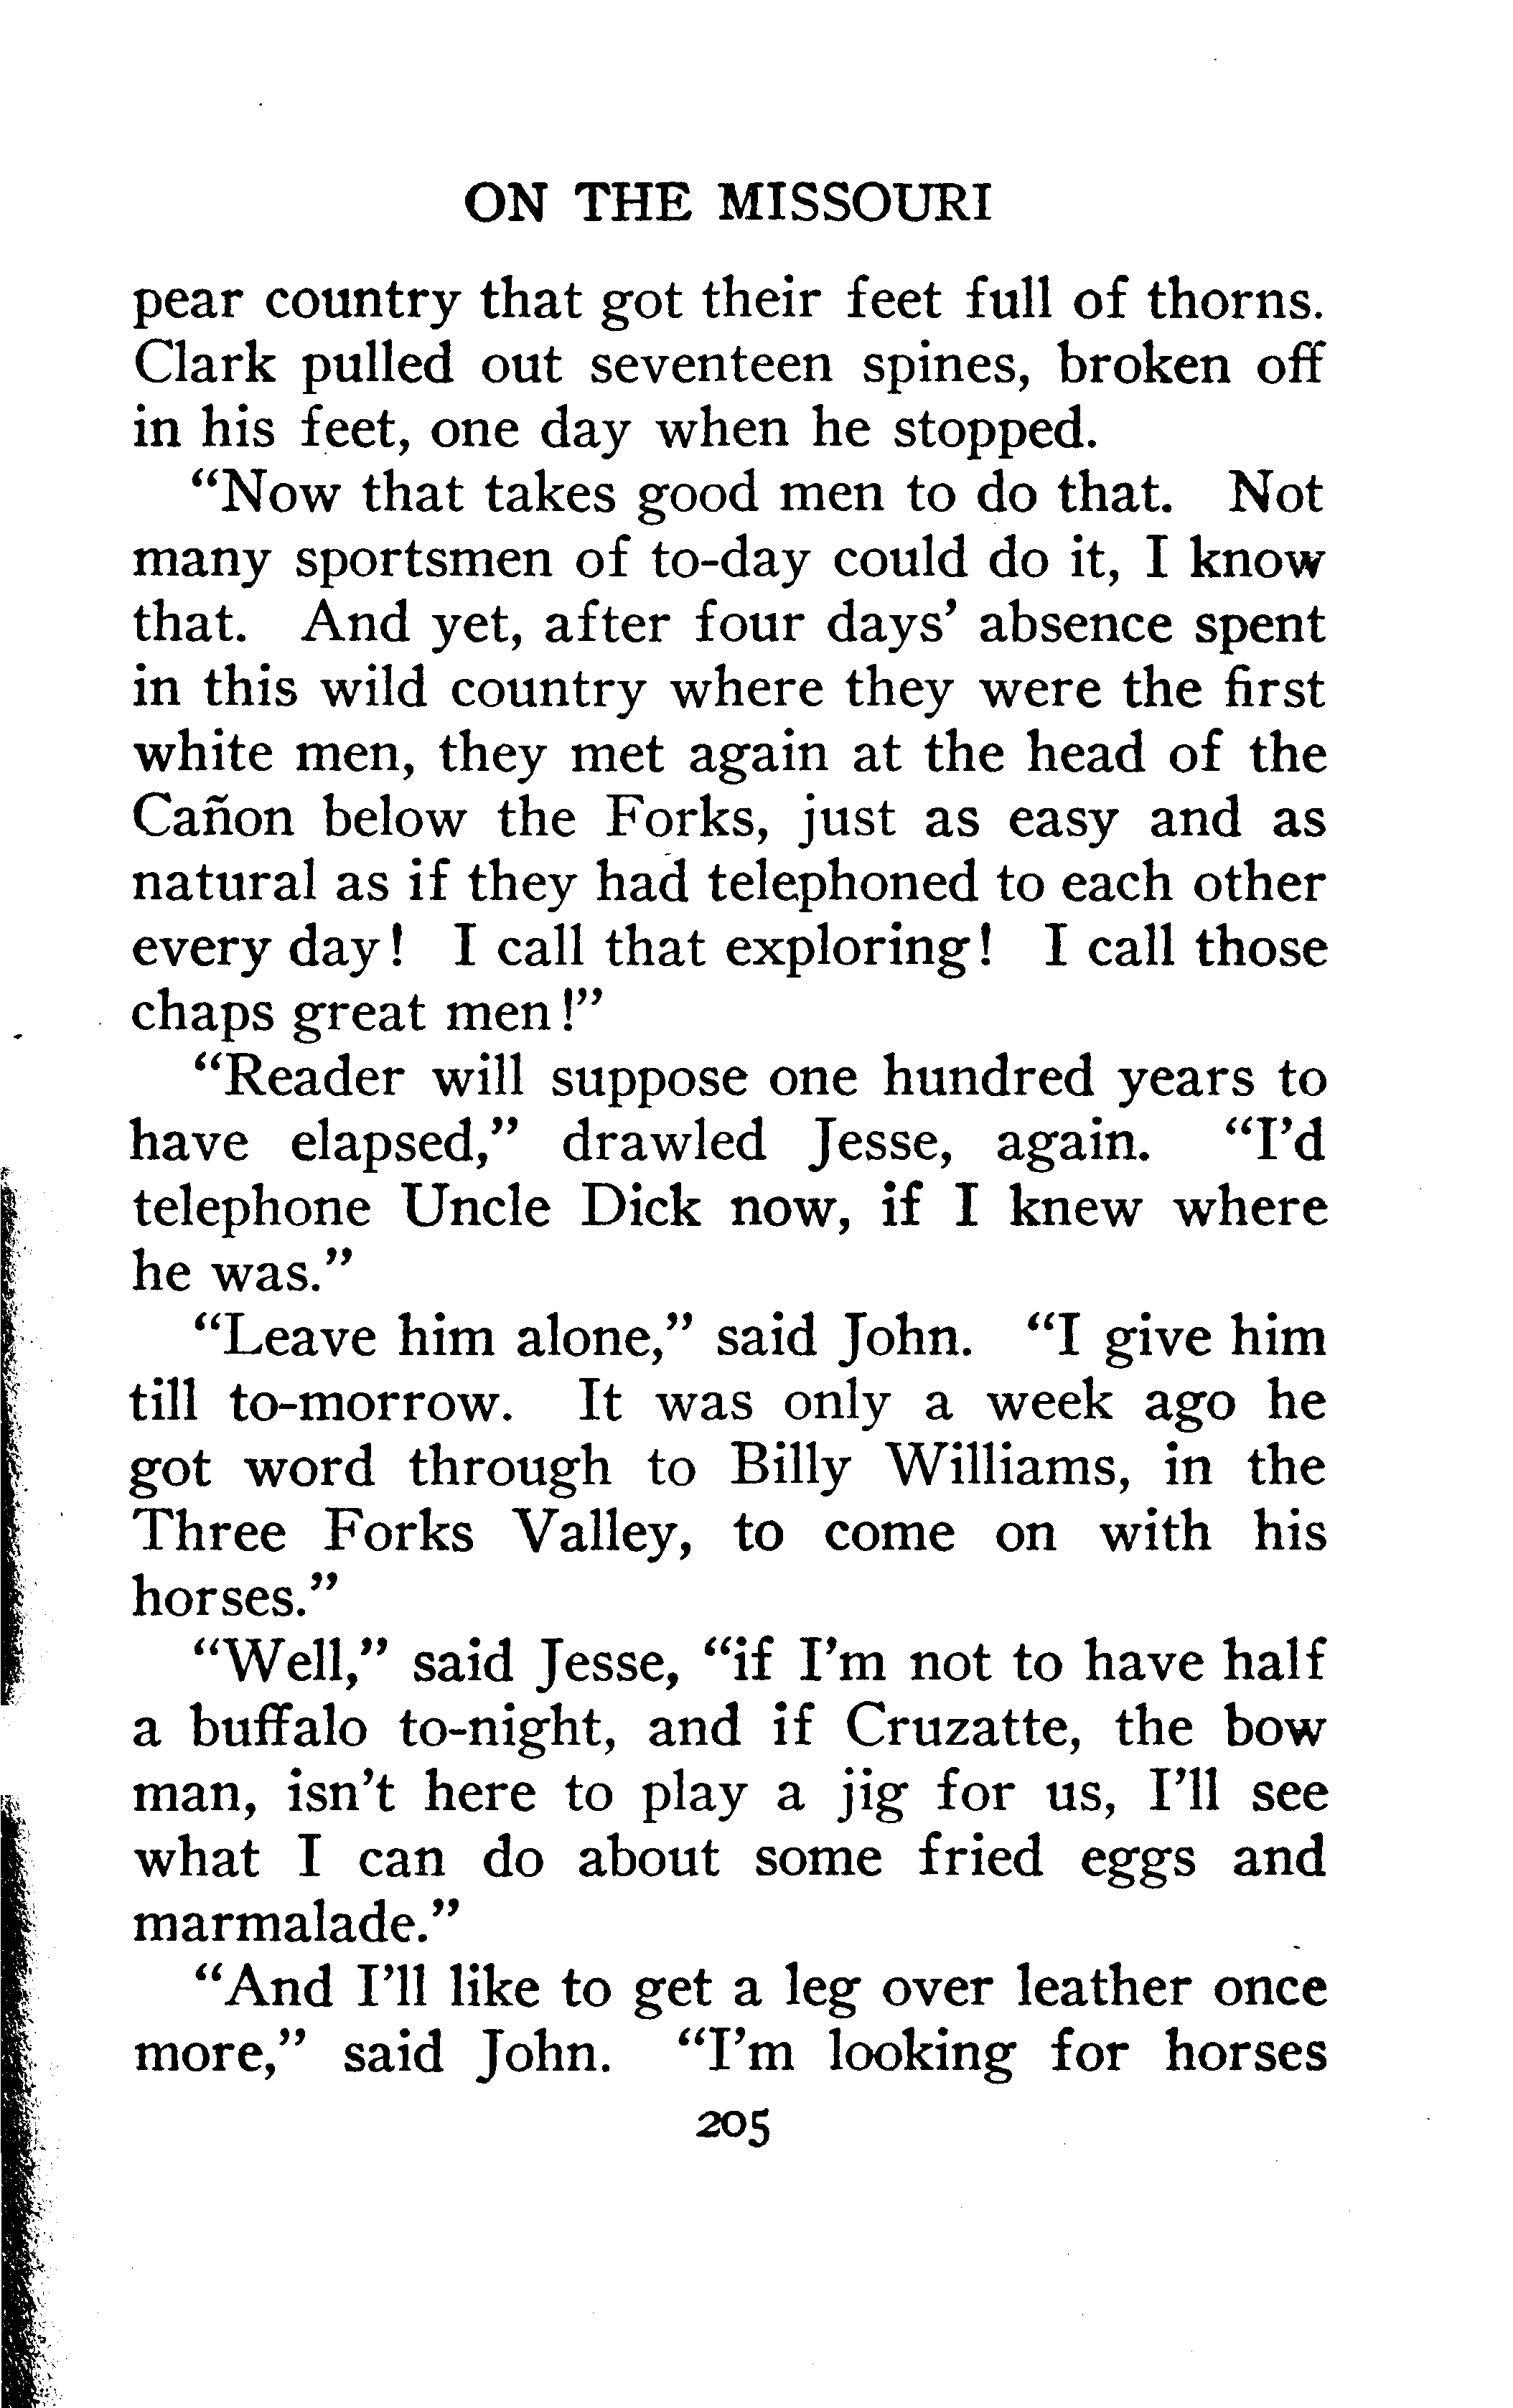 ON THE MISSOURI
pear country that got their feet full of thorns.
Clark pulled out seventeen spines, broken off
in his feet, one day when he stopped.
“Now that takes good men to do that. Not
many sportsmen of to-day could do it, I know
that. And yet, after four days’ absence spent
in this wild country where they were the first
white men, they met again at the head of the
Cañon below the Forks, just as easy and as
natural as if they had telephoned to each other
every day! I call that exploring! I call those
chaps great men!”
“Reader will suppose one hundred years to
have elapsed,” drawled Jesse, again. “I’d
telephone Uncle Dick now, if I knew where
he was.”
“Leave him alone,” said John. “I give him
till to-morrow. It was only a week ago he
got word through to Billy Williams, in the
Three Forks Valley, to come on with his
horses.”
“Well,” said Jesse, “if I’m not to have half
a buffalo to-night, and if Cruzatte, the bow
man, isn’t here to play a jig for us, I’ll see
what I can do about some fried eggs and
marmalade.”
“And I’ll like to get a leg over leather once
more,” said John. “I’m looking for horses
205